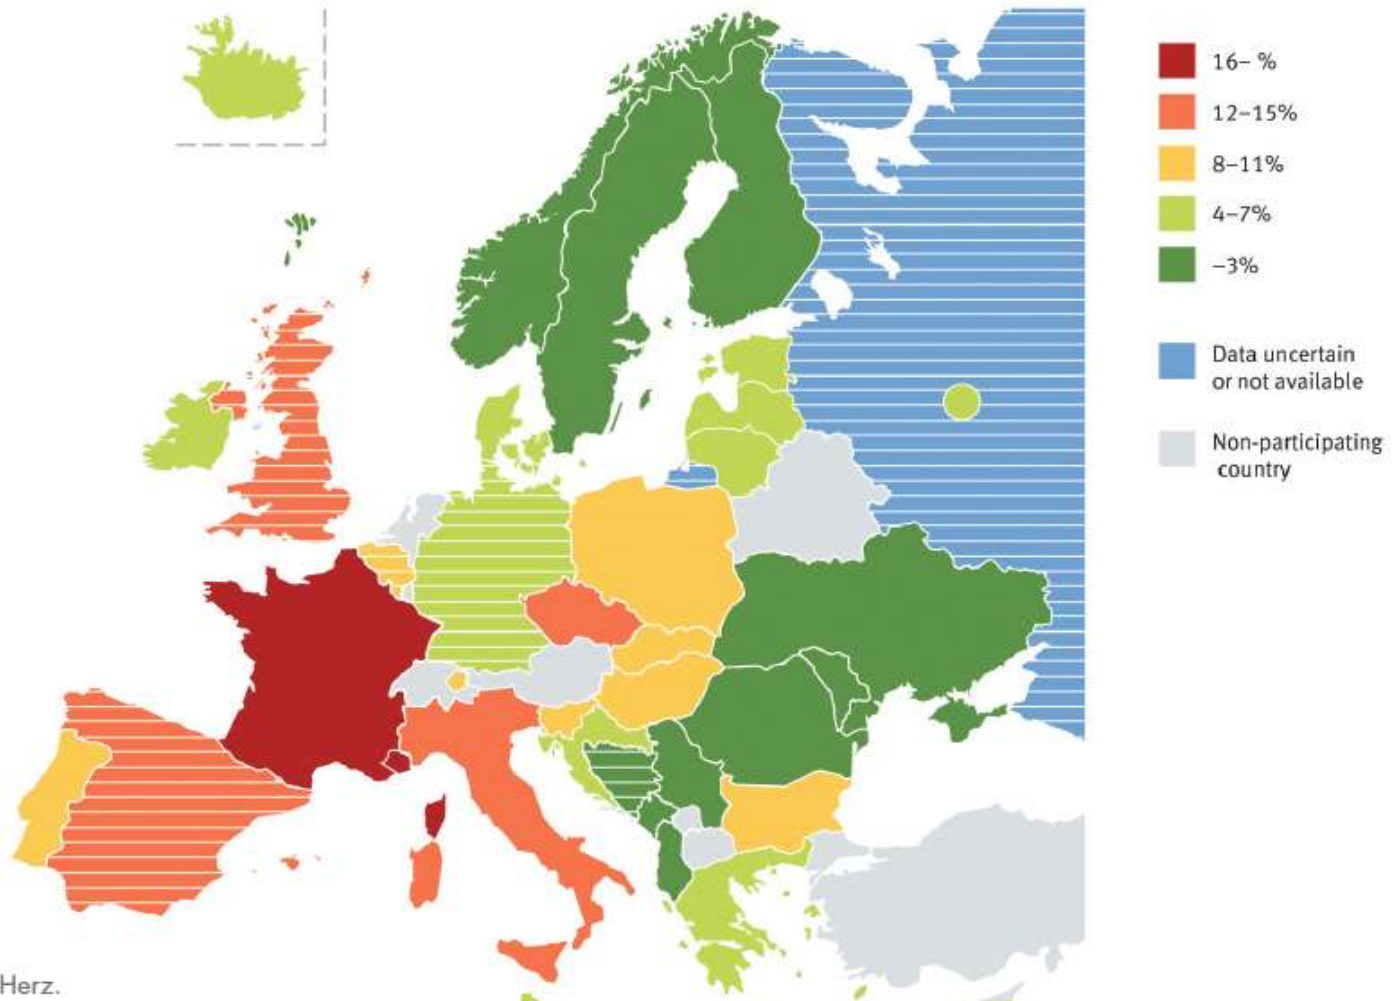 16– %
12–15%
8–11%
4–7%
–3%
Data uncertain
or not available
Non-participating
country
Herz.